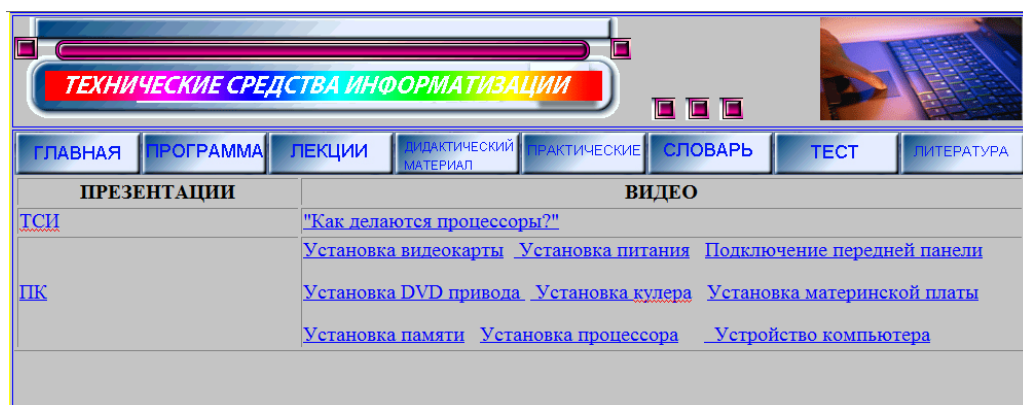 ТЕХНИЧЕСКИЕ СРЕДСТВА ИНФОРМАТИЗАЦИИ
ГЛАВНАЯ ПРОГРАММА ЛЕКЦИИ ДИДАКТИЧЕСКИЙ МАТЕРИАЛ ПРАКТИЧЕСКИЕ СЛОВАРЬ ТЕСТ ЛИТЕРАТУРА
ПРЕЗЕНТАЦИИ ВИДЕО
ТСИ "Как делаются процессоры?"
Установка видеокарты Установка питания Подключение передней панели
ПК Установка DVD привода Установка кулера Установка материнской платы
Установка памяти Установка процессора Устройство компьютера